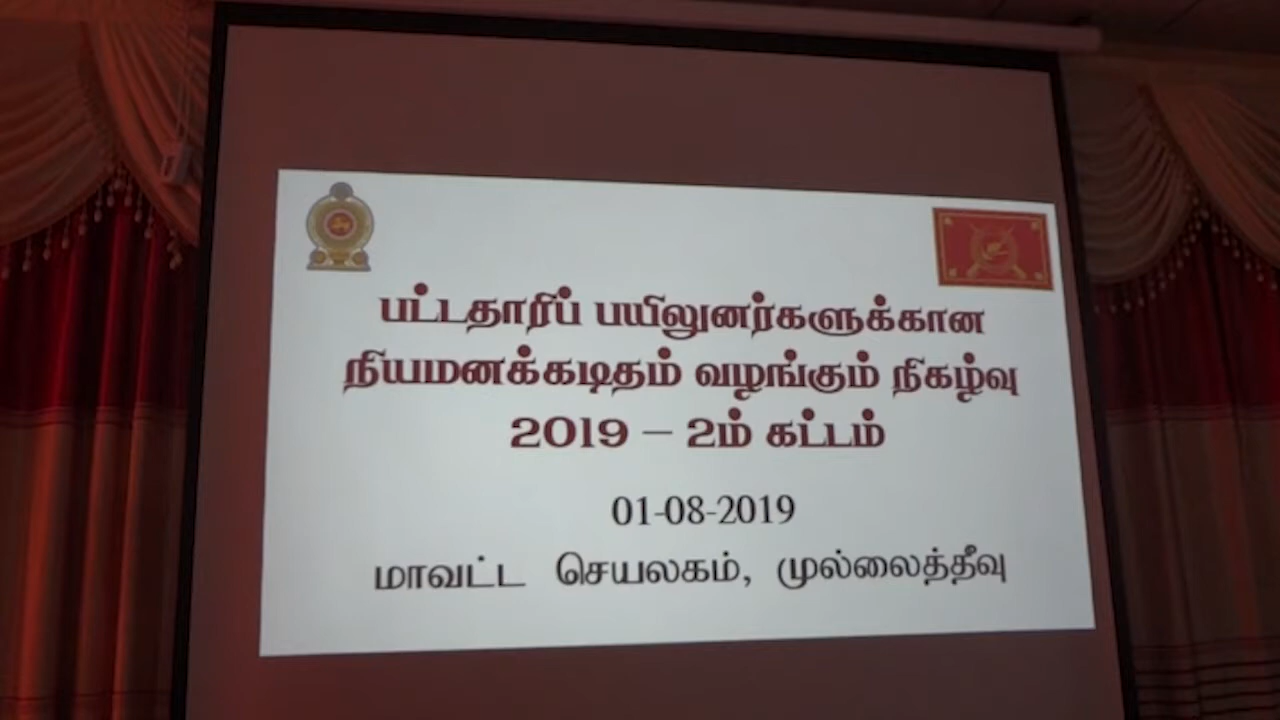 பட்டதாரிப் பயிலுனர்களுக்கான
நியமனக்கடிதம் வழங்கும் நிகழ்வு
2019 – 2ம் கட்டம்
01-08-2019
மாவட்ட செயலகம், முல்லைத்தீவு